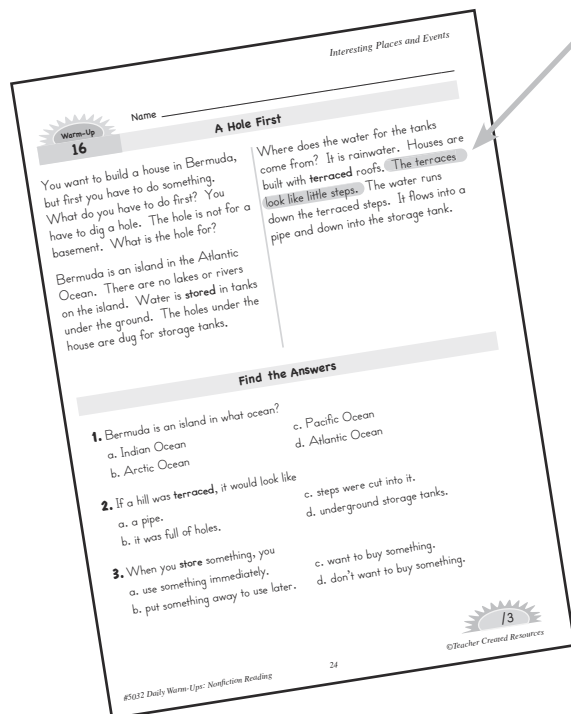 Interesting Places and Events
Name
Warm-Up
16
A Hole First
You want to build a house in Bermuda,
but first you have to do something.
What do you have to do first? You
have to dig a hole. The hole is not for a
basement. What is the hole for?
Bermuda is an island in the Atlantic
Ocean. There are no lakes or rivers
on the island. Water is stored in tanks
under the ground. The holes under the
house are dug for storage tanks.
Where does the water for the tanks
come from? It is rainwater. Houses are
built with terraced roofs. The terraces
look like little steps. The water runs
down the terraced steps. It flows into a
pipe and down into the storage tank.
Find the Answers
1. Bermuda is an island in what ocean?
a. Indian Ocean
b. Arctic Ocean
c. Pacific Ocean
d. Atlantic Ocean
2. If a hill was terraced, it would look like
a. a pipe.
b. it was full of holes.
c. steps were cut into it.
d. underground storage tanks.
3. When you store something, you
a. use something immediately.
b. put something away to use later.
c. want to buy something.
d. don't want to buy something.
/3
©Teacher Created Resources
24
#5032 Daily Warm-Ups: Nonfiction Reading